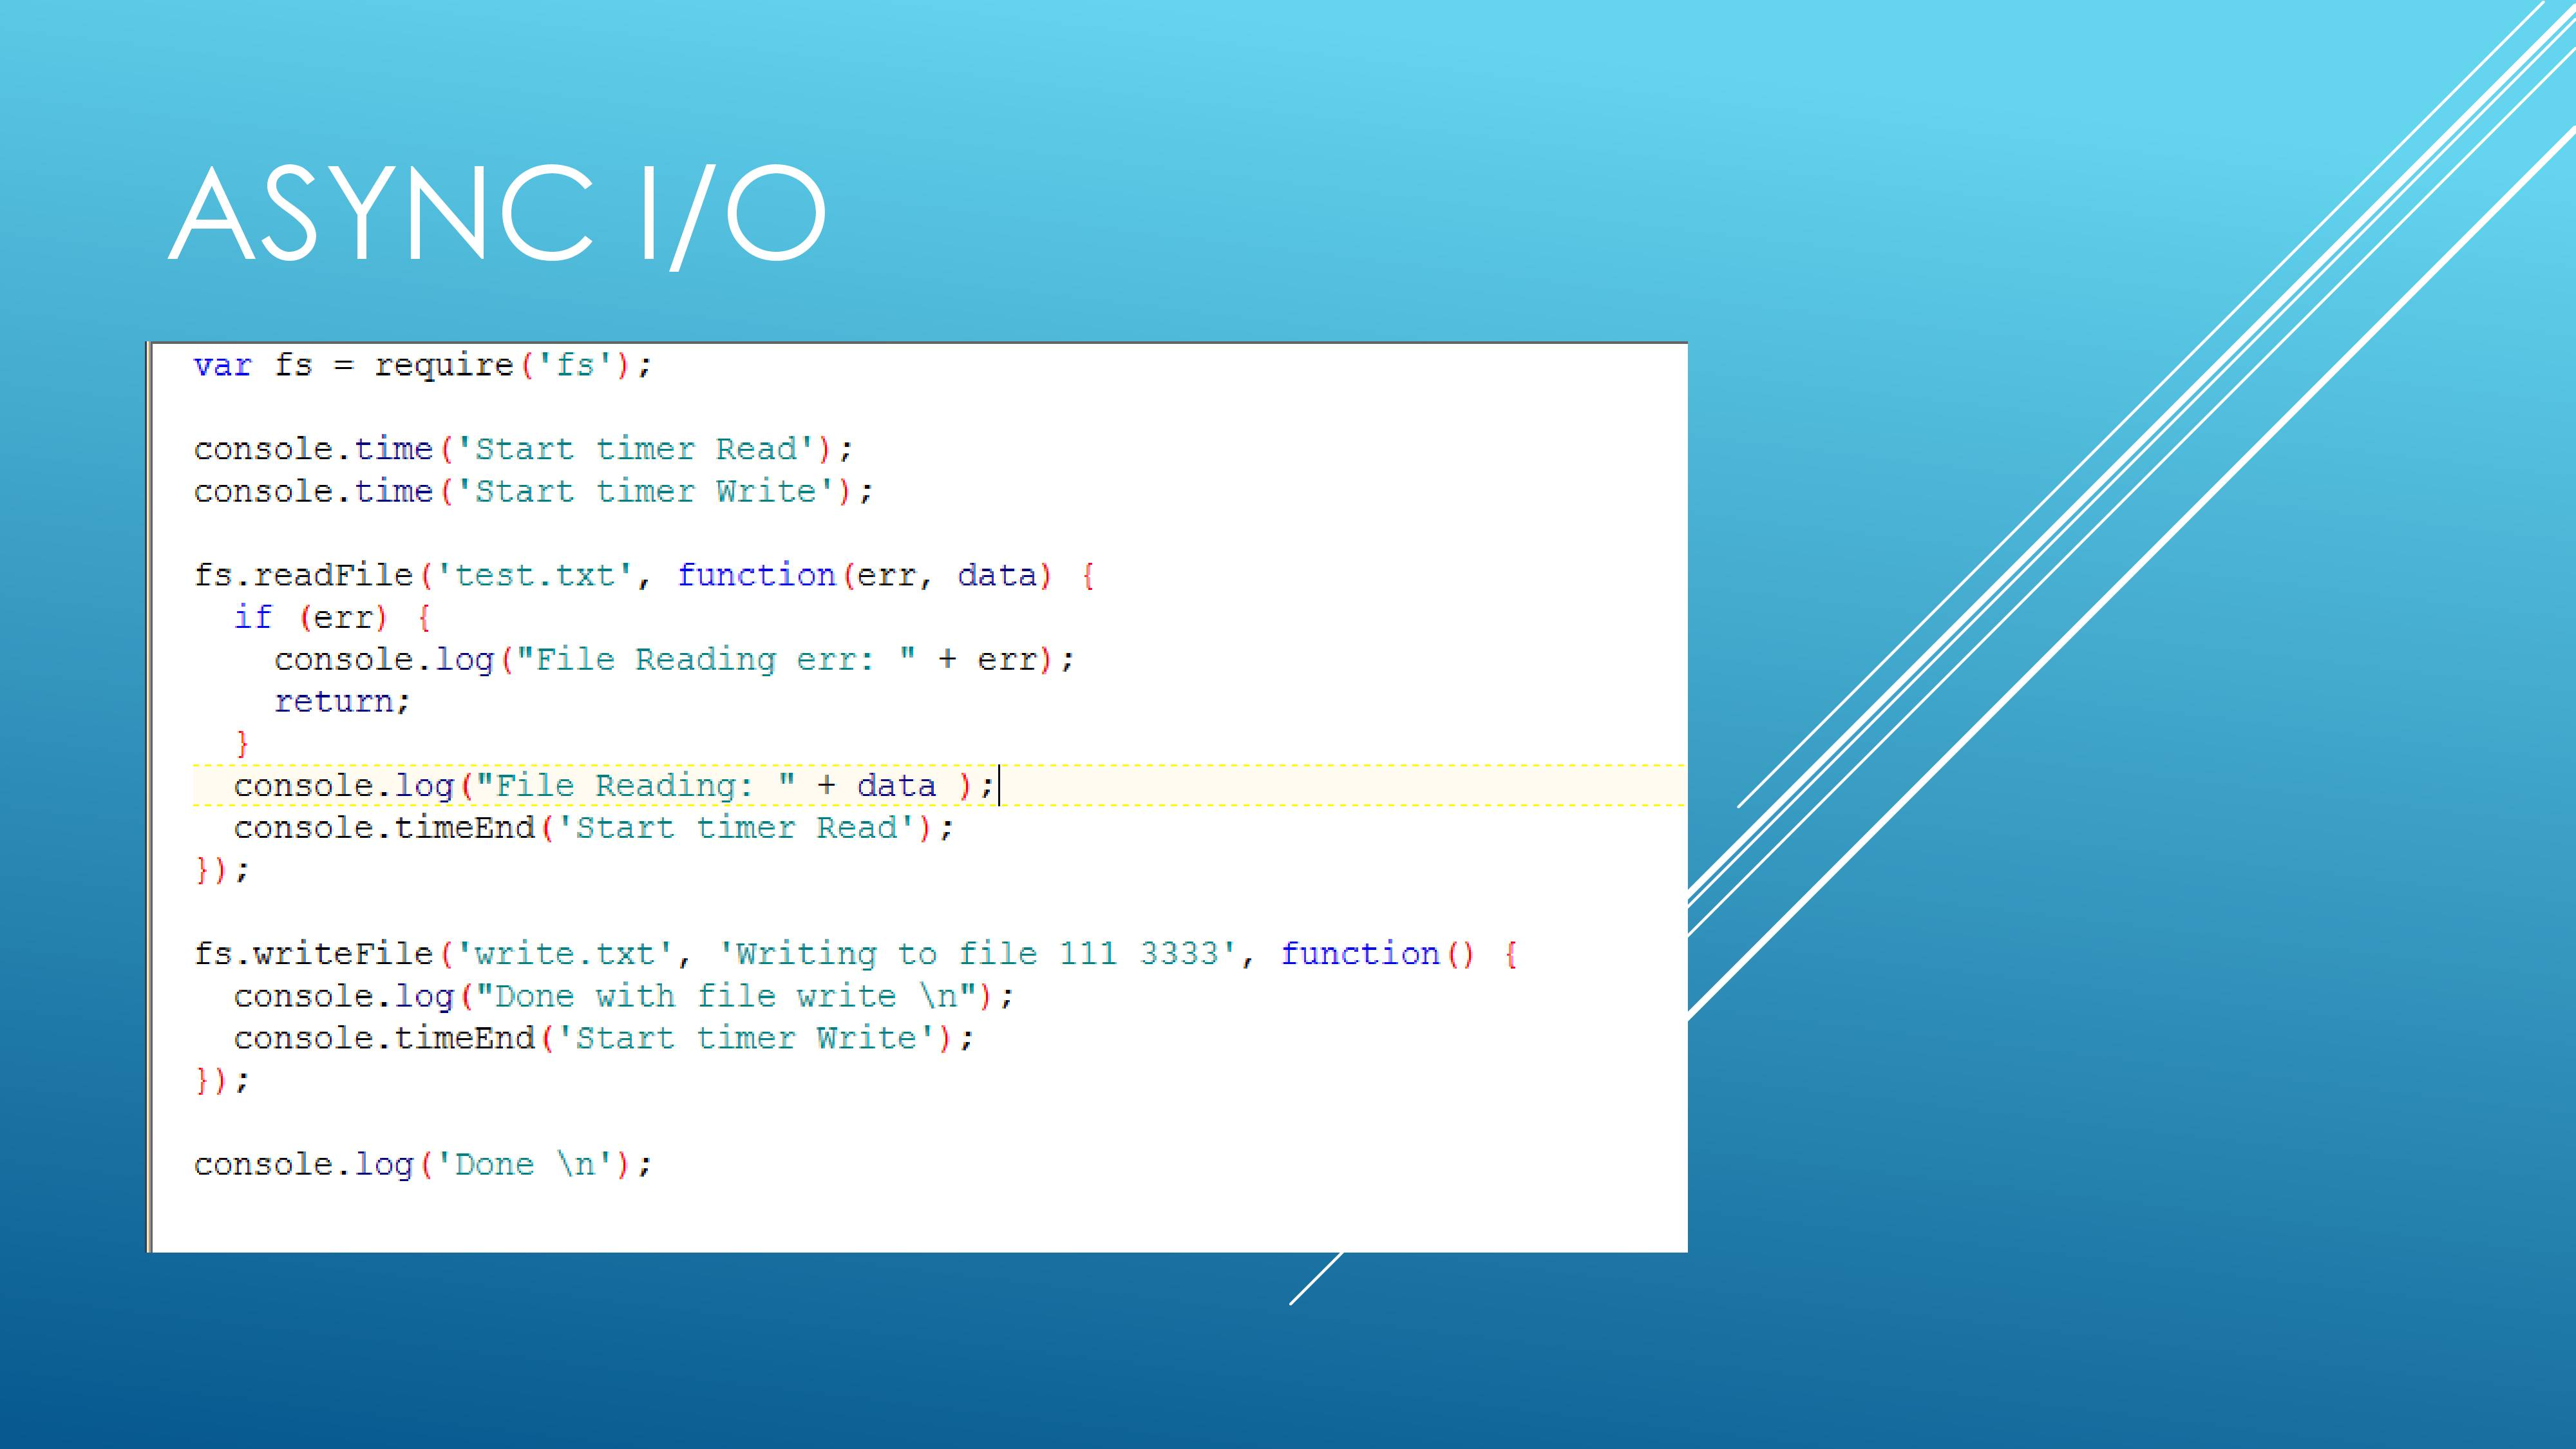 ASYNC I/O
var fs = require('fs');
console.time('Start timer Read');
console.time('Start timer Write');
fs.readFile('test.txt', function(err, data) {
  if (err) {
    console.log("File Reading err: " + err);
    return;
  }
  console.log("File Reading: " + data );
  console.timeEnd('Start timer Read');
});
fs.writeFile('write.txt', 'Writing to file 111 3333', function() {
  console.log("Done with file write \n");
  console.timeEnd('Start timer Write');
});
console.log('Done \n');